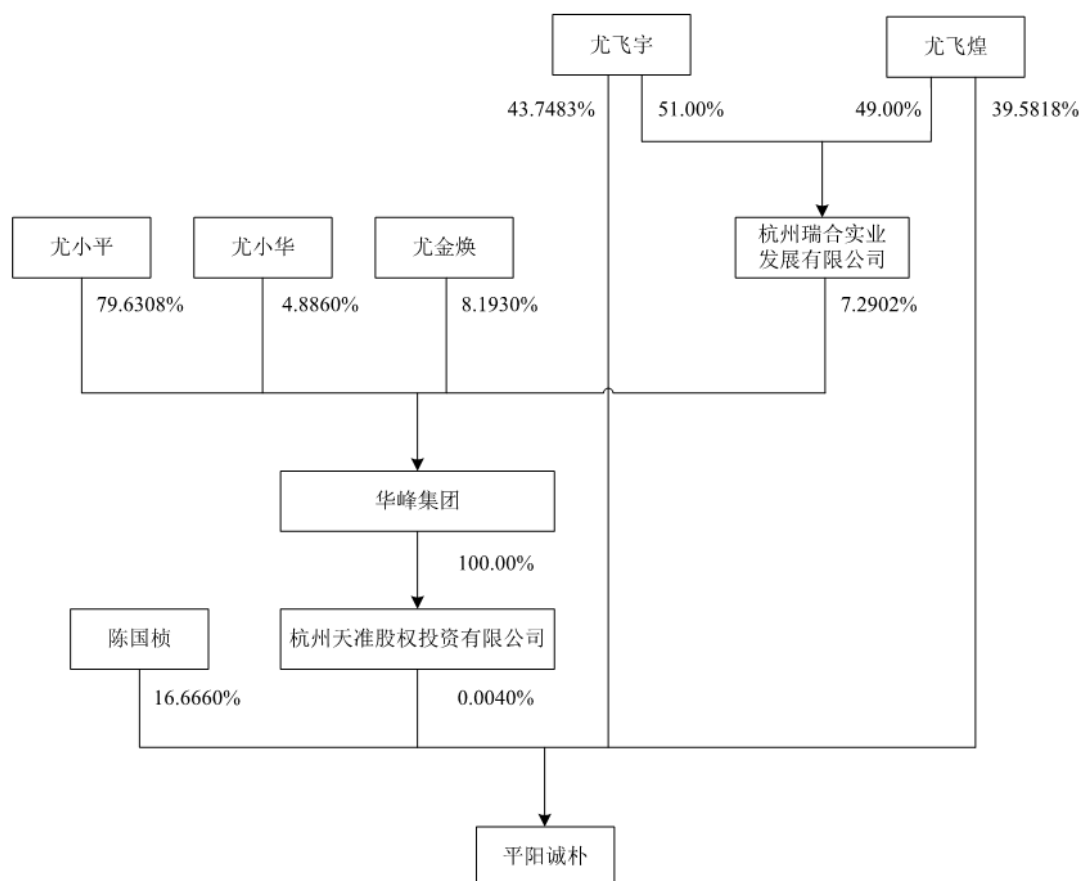 尤飞宇
尤飞煌
43.7483%
51.00%
49.00%
39.5818%
尤小平
尤小华
尤金焕
杭州瑞合实业
发展有限公司
79.6308%
4.8860%
8.1930%
7.2902%
华峰集团
100.00%
陈国桢
杭州天准股权投资有限公司
16.6660%
0.0040%
平阳诚朴